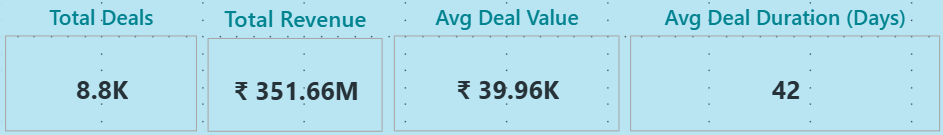 Total Deals
Total Revenue
Avg Deal Value
Avg Deal Duration (Days)
8.8K
₹ 351.66M
₹ 39.96K
42